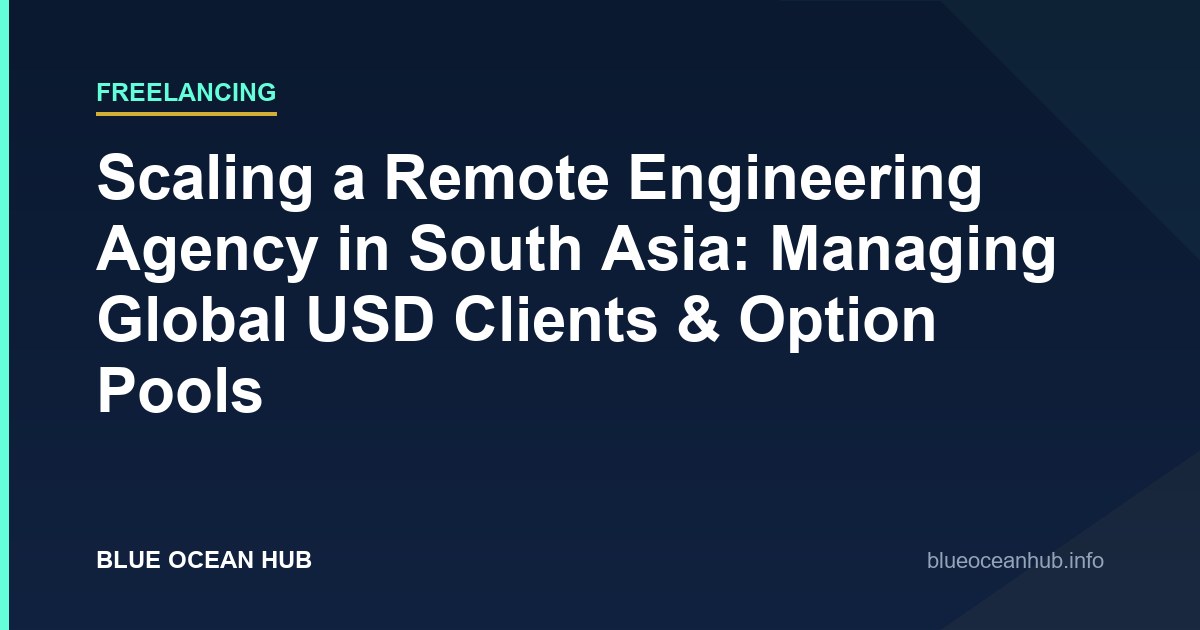 FREELANCING
Scaling a Remote Engineering
Agency in South Asia: Managing
Global USD Clients & Option
Pools
BLUE OCEAN HUB
blueoceanhub.info